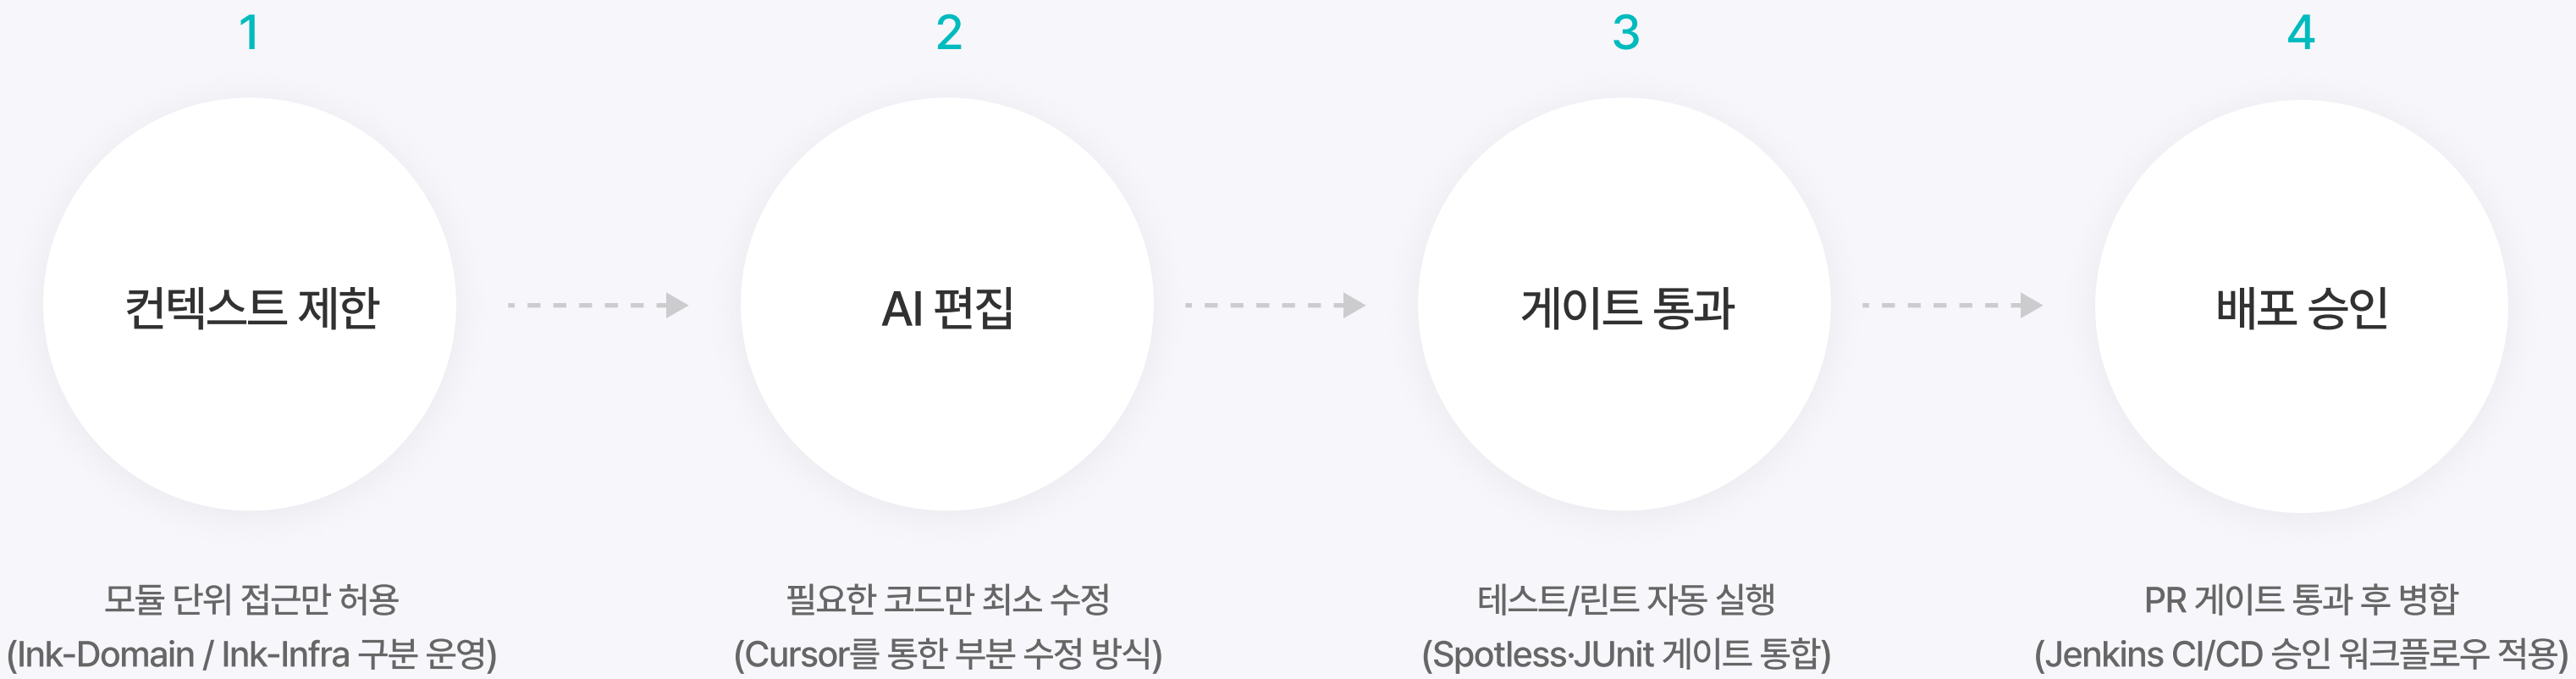 1
컨텍스트 제한
모듈 단위 접근만 허용
(Ink-Domain / Ink-Infra 구분 운영)
2
AI 편집
필요한 코드만 최소 수정
(Cursor를 통한 부분 수정 방식)
3
게이트 통과
테스트/린트 자동 실행
(Spotless·JUnit 게이트 통합)
4
배포 승인
PR 게이트 통과 후 병합
(Jenkins CI/CD 승인 워크플로우 적용)